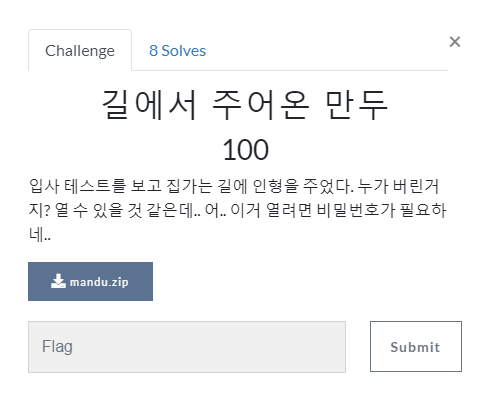 Challenge
8 Solves
×
길에서 주어온 만두
100
입사 테스트를 보고 집가는 길에 인형을 주었다. 누가 버린거
지? 열 수 있을 것 같은데.. 어.. 이거 열려면 비밀번호가 필요하
네..
mandu.zip
Flag
Submit